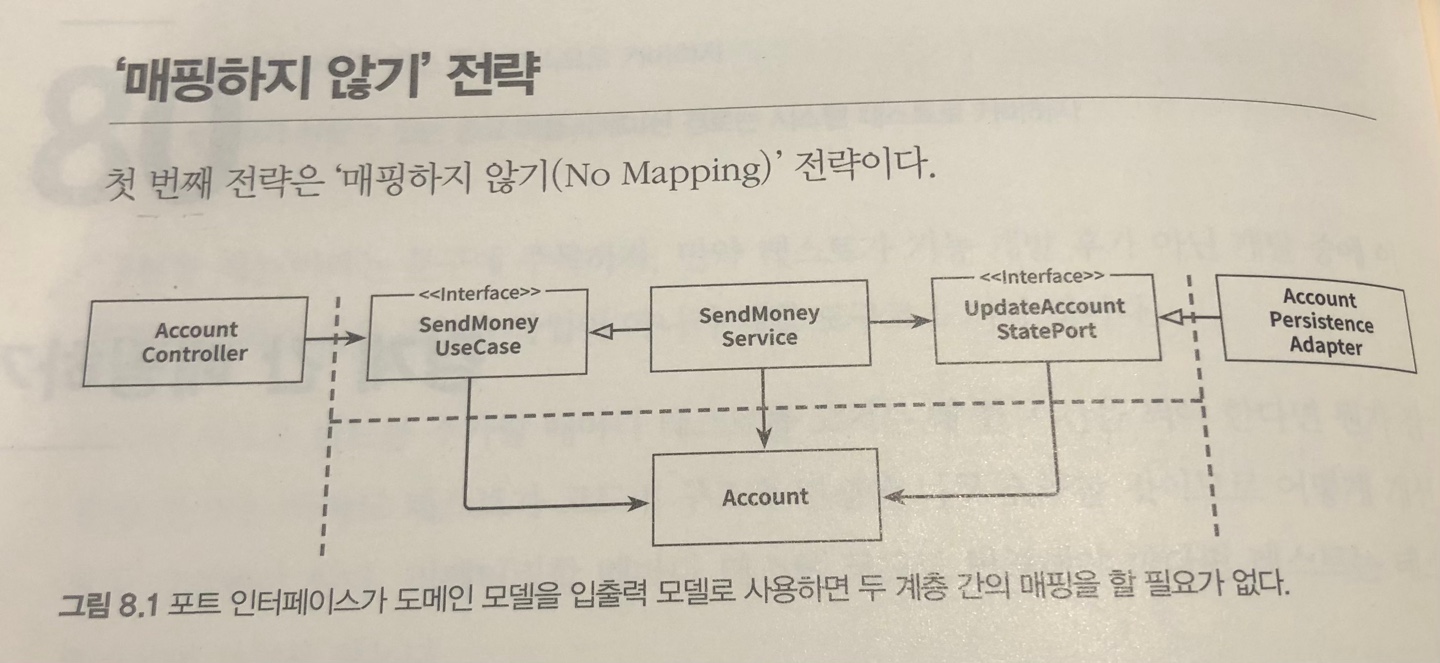 ‘매핑하지 않기’ 전략
첫 번째 전략은 ‘매핑하지 않기(No Mapping)’ 전략이다.
Account
Controller
<<Interface>>
SendMoney
UseCase
SendMoney
Service
<<Interface>>
UpdateAccount
StatePort
Account
Persistence
Adapter
Account
그림 8.1 포트 인터페이스가 도메인 모델을 입출력 모델로 사용하면 두 계층 간의 매핑을 할 필요가 없다.